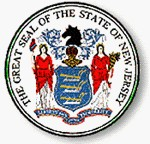 THE GREAT SEAL OF THE STATE OF NEW JERSEY